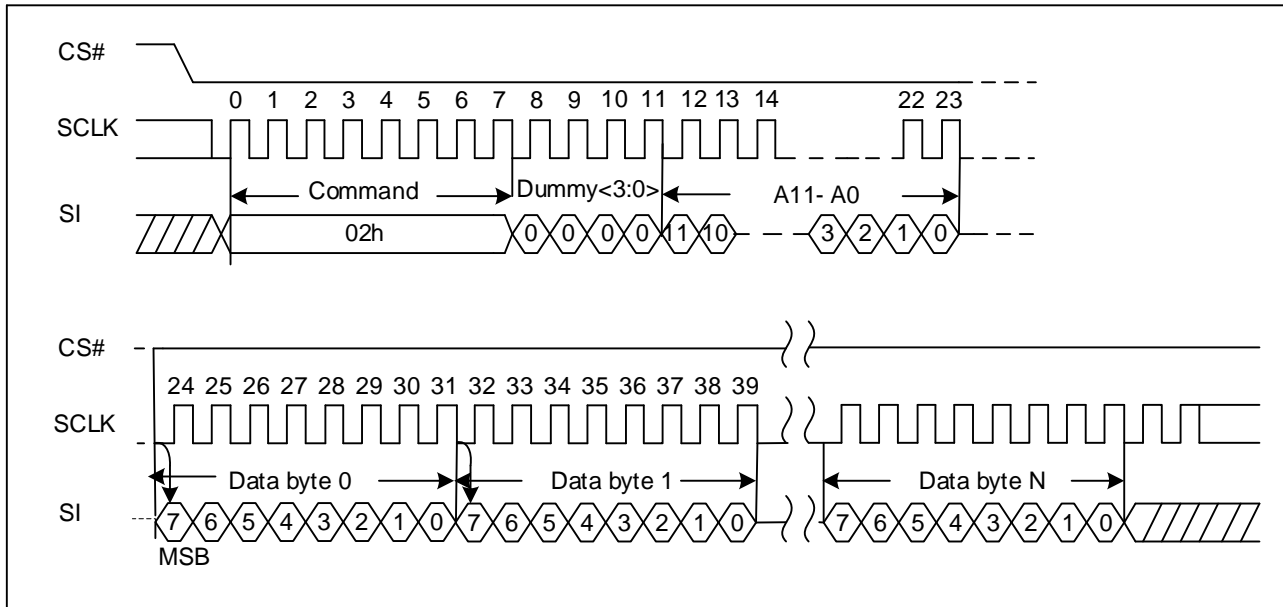 CS#
0 1 2 3 4 5 6 7 8 9 10 11 12 13 14 22 23
SCLK
Command Dummy<3:0> A11- A0
SI
02h 0 0 0 0 11 10 3 2 1 0
CS#
24 25 26 27 28 29 30 31 32 33 34 35 36 37 38 39
SCLK
Data byte 0 Data byte 1 Data byte N
SI
7 6 5 4 3 2 1 0 7 6 5 4 3 2 1 0 7 6 5 4 3 2 1 0
MSB